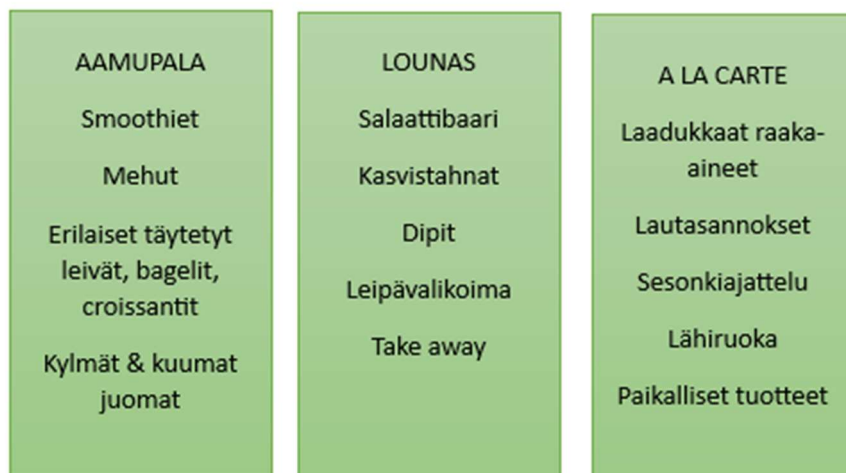 AAMUPALA
Smoothiet
Mehut
Erilaiset täytetyt
leivät, bagelit,
croissantit
Kylmät & kuumat
juomat
LOUNAS
Salaattibaari
Kasvistahnat
Dipit
Leipävalikoima
Take away
A LA CARTE
Laadukkaat raaka-
aineet
Lautasannokset
Sesonkiajattelu
Lähiruoka
Paikalliset tuotteet